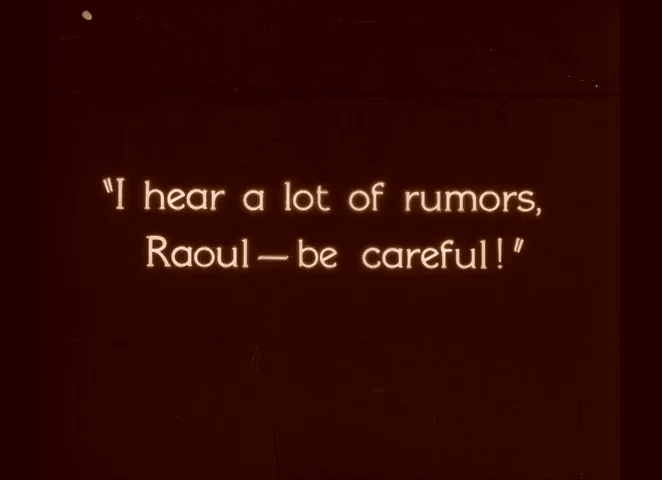 "I hear a lot of rumors,
Raoul — be careful!"